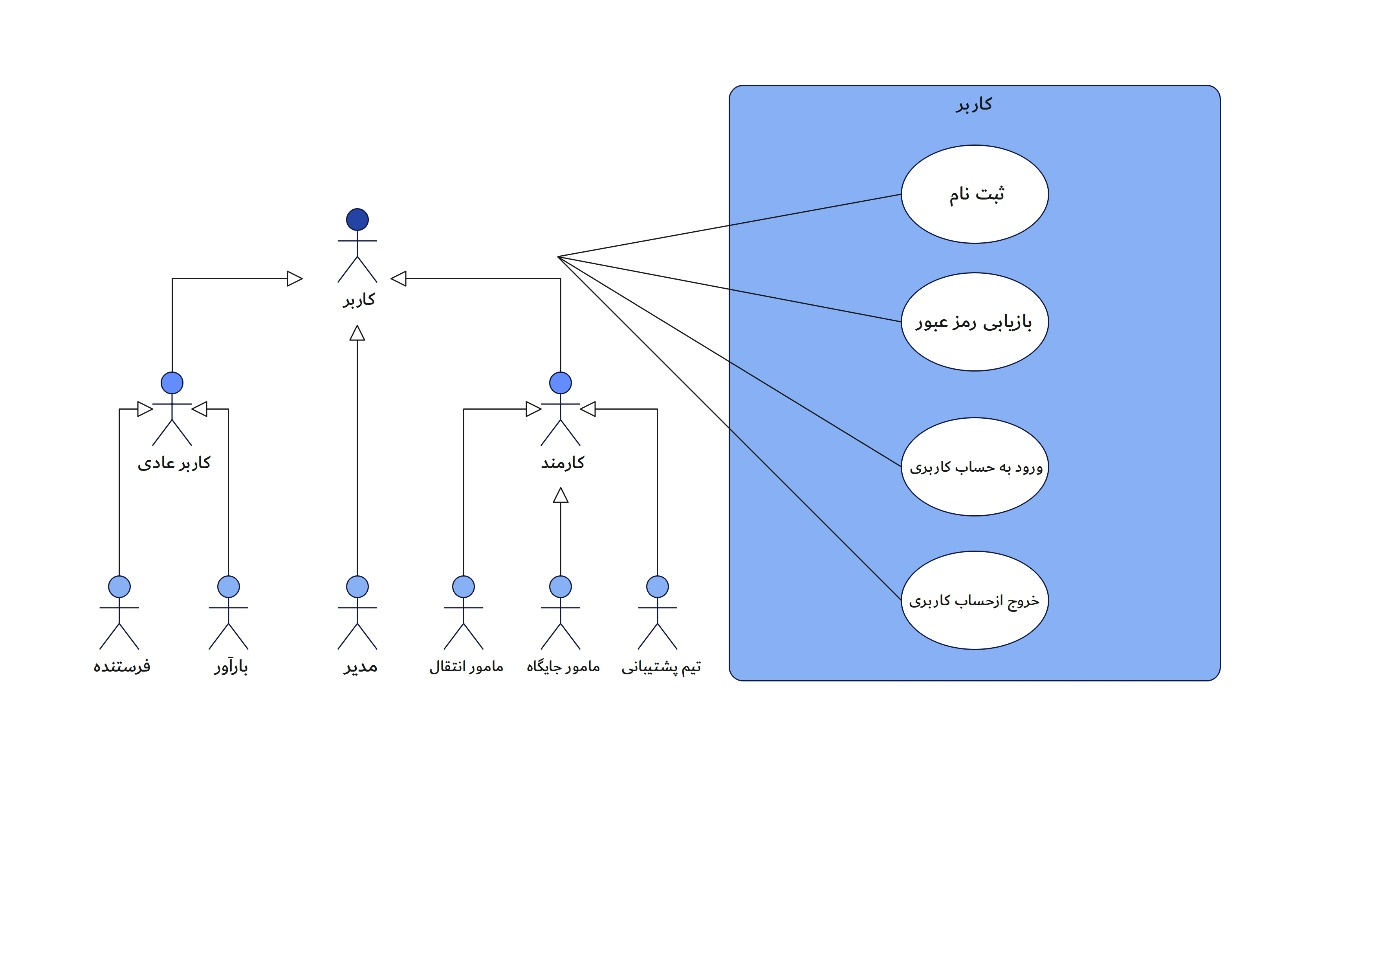 کاربر
ثبت نام
بازیابی رمز عبور
ورود به حساب کاربری
خروج ازحساب کاربری
کاربر
کاربر عادی
کارمند
فرستنده
بارآور
مدیر
مامور انتقال
مامور جایگاه
تیم پشتیبانی